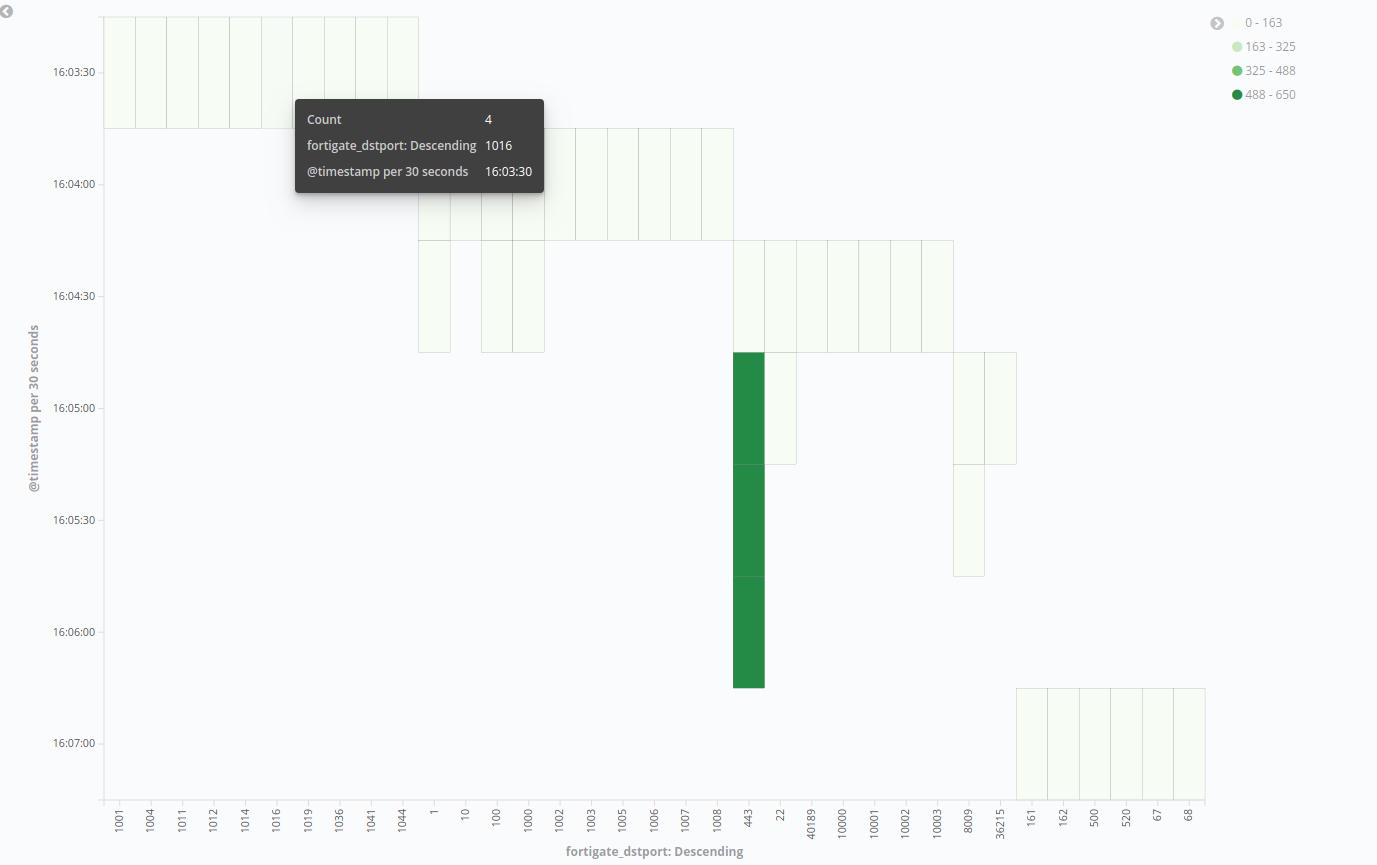 0 - 163
163 - 325
325 - 488
488 - 650
16:03:30
16:04:00
16:04:30
16:05:00
16:05:30
16:06:00
16:07:00
@timestamp per 30 seconds
Count 4
fortigate_dstport: Descending 1016
@timestamp per 30 seconds 16:03:30
1001 1004 1011 1012 1014 1016 1019 1036 1041 1044 1 10 100 1000 1002 1003 1005 1006 1007 1008 443 22 40189 10000 10001 10002 10003 8009 36215 161 162 500 520 67 68
fortigate_dstport: Descending